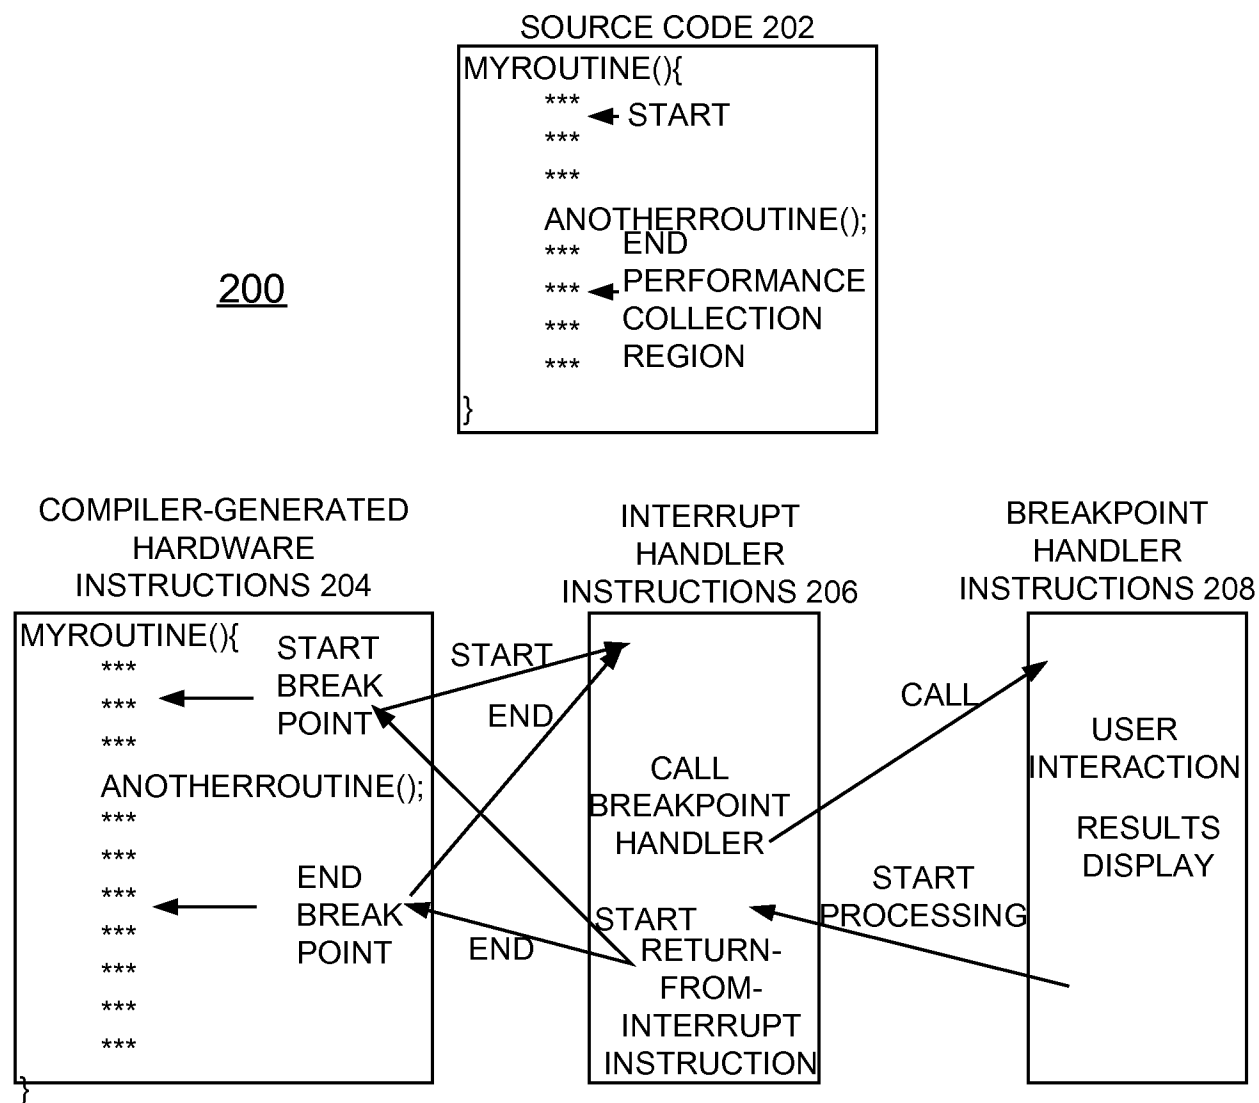 SOURCE CODE 202
MYROUTINE(){
***
START
***
***
ANOTHERROUTINE();
***
END
***
PERFORMANCE
***
COLLECTION
***
REGION
}
200
COMPILER-GENERATED
HARDWARE
INSTRUCTIONS 204
MYROUTINE(){
***
***
***
START
BREAK
POINT
ANOTHERROUTINE();
***
***
***
***
***
***
***
END
BREAK
POINT
}
START
END
END
INTERRUPT
HANDLER
INSTRUCTIONS 206
CALL
BREAKPOINT
HANDLER
START
RETURN-
FROM-
INTERRUPT
INSTRUCTION
CALL
START
PROCESSING
BREAKPOINT
HANDLER
INSTRUCTIONS 208
USER
INTERACTION
RESULTS
DISPLAY